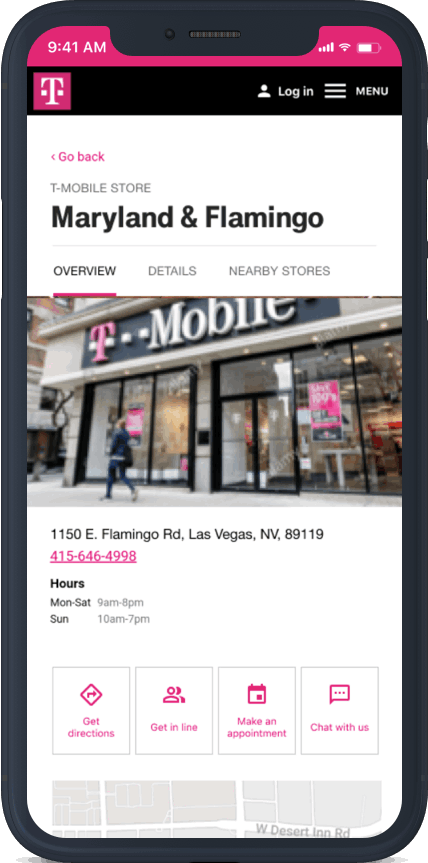 9:41 AM
T
Log in MENU
‹ Go back
T-MOBILE STORE
Maryland & Flamingo
OVERVIEW DETAILS NEARBY STORES
T··Mobile
alamy
1150 E. Flamingo Rd, Las Vegas, NV, 89119
415-646-4998
Hours
Mon-Sat 9am-8pm
Sun 10am-7pm
Get
directions
Get in line
Make an
appointment
Chat with us
W Desert Inn Rd